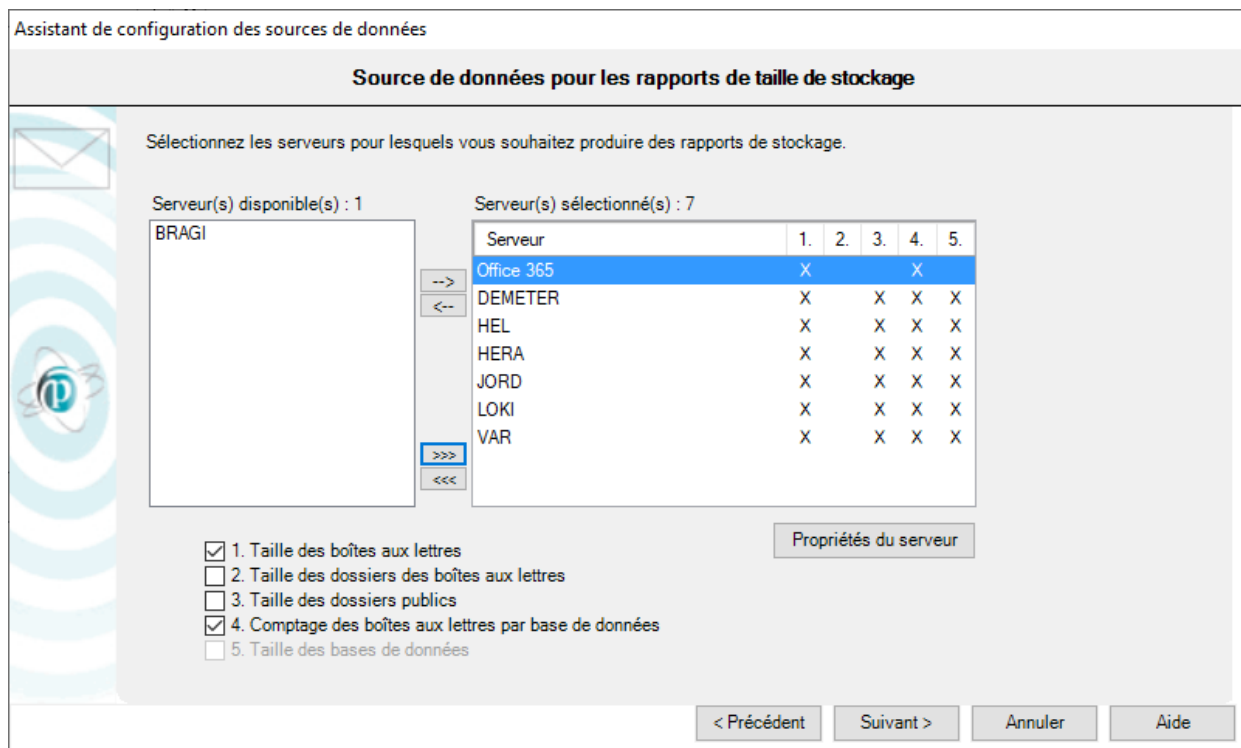 Assistant de configuration des sources de données
Source de données pour les rapports de taille de stockage
Sélectionnez les serveurs pour lesquels vous souhaitez produire des rapports de stockage.
Serveur(s) disponible(s) : 1
Serveur(s) sélectionné(s) : 7
BRAGI
Serveur 1. 2. 3. 4. 5.
Office 365 X X
DEMETER X X X X
HEL X X X X
HERA X X X X
JORD X X X X
LOKI X X X X
VAR X X X X
-->
<--
>>>
<<<
Propriétés du serveur
1. Taille des boîtes aux lettres
2. Taille des dossiers des boîtes aux lettres
3. Taille des dossiers publics
4. Comptage des boîtes aux lettres par base de données
5. Taille des bases de données
< Précédent Suivant > Annuler Aide